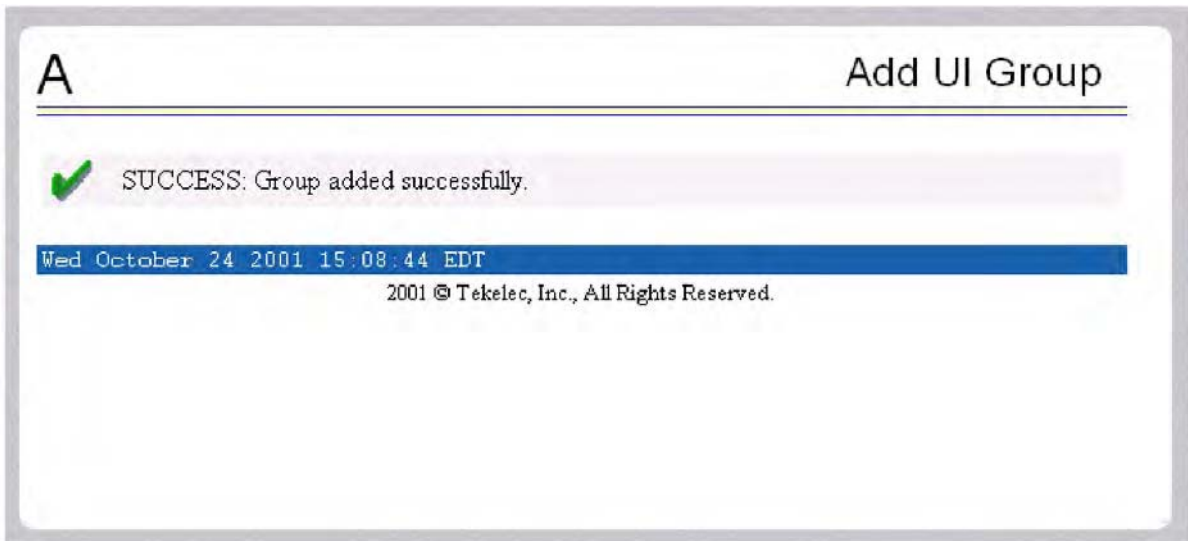 A
Add UI Group
SUCCESS: Group added successfully.
Wed October 24 2001 15:08:44 EDT
2001 © Tekelec, Inc., All Rights Reserved.